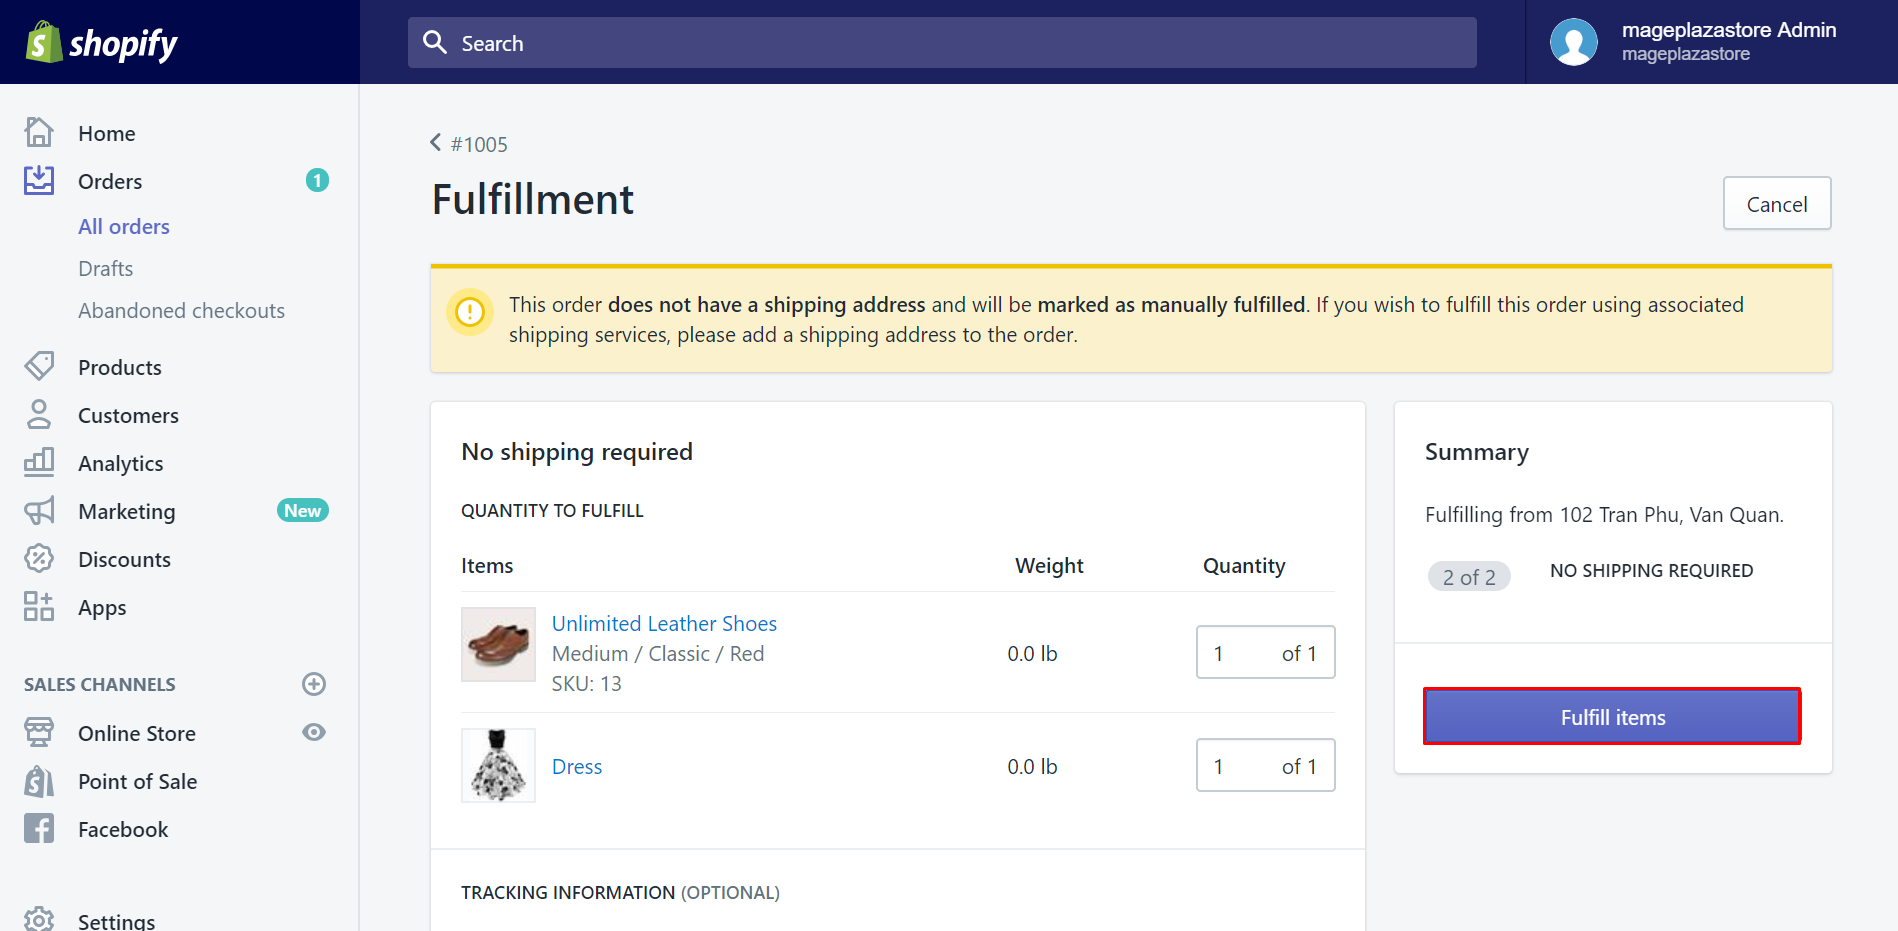 shopify
Search
mageplazastore Admin
mageplazastore
Home
Orders
1
All orders
Drafts
Abandoned checkouts
Products
Customers
Analytics
Marketing
New
Discounts
Apps
SALES CHANNELS
Online Store
Point of Sale
Facebook
Settings
#1005
Fulfillment
Cancel
This order does not have a shipping address and will be marked as manually fulfilled. If you wish to fulfill this order using associated
shipping services, please add a shipping address to the order.
No shipping required
QUANTITY TO FULFILL
Items Weight Quantity
Unlimited Leather Shoes
Medium / Classic / Red
SKU: 13
0.0 lb
1 of 1
Dress
0.0 lb
1 of 1
TRACKING INFORMATION (OPTIONAL)
Summary
Fulfilling from 102 Tran Phu, Van Quan.
2 of 2
NO SHIPPING REQUIRED
Fulfill items